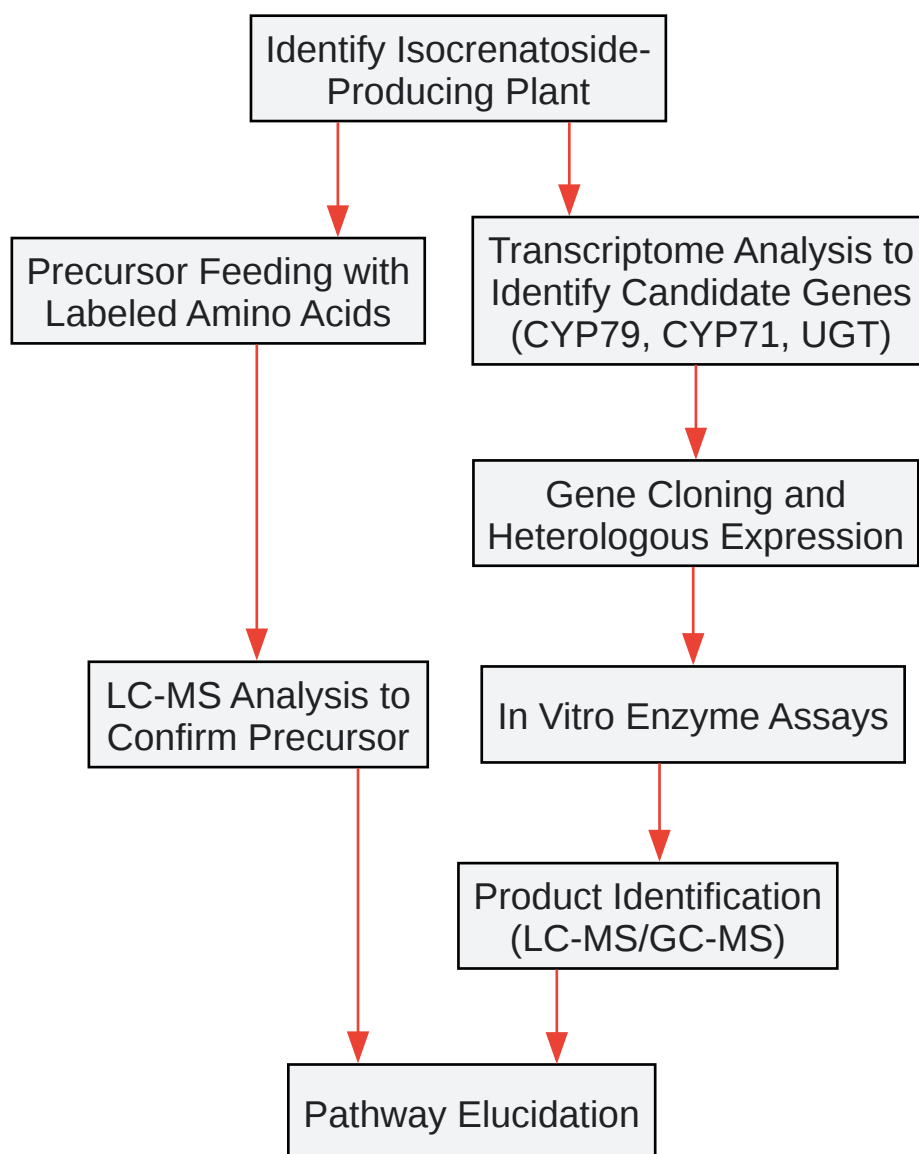 Identify Isocrenatoside-
Producing Plant
Precursor Feeding with
Labeled Amino Acids
Transcriptome Analysis to
Identify Candidate Genes
(CYP79, CYP71, UGT)
Gene Cloning and
Heterologous Expression
LC-MS Analysis to
Confirm Precursor
In Vitro Enzyme Assays
Product Identification
(LC-MS/GC-MS)
Pathway Elucidation